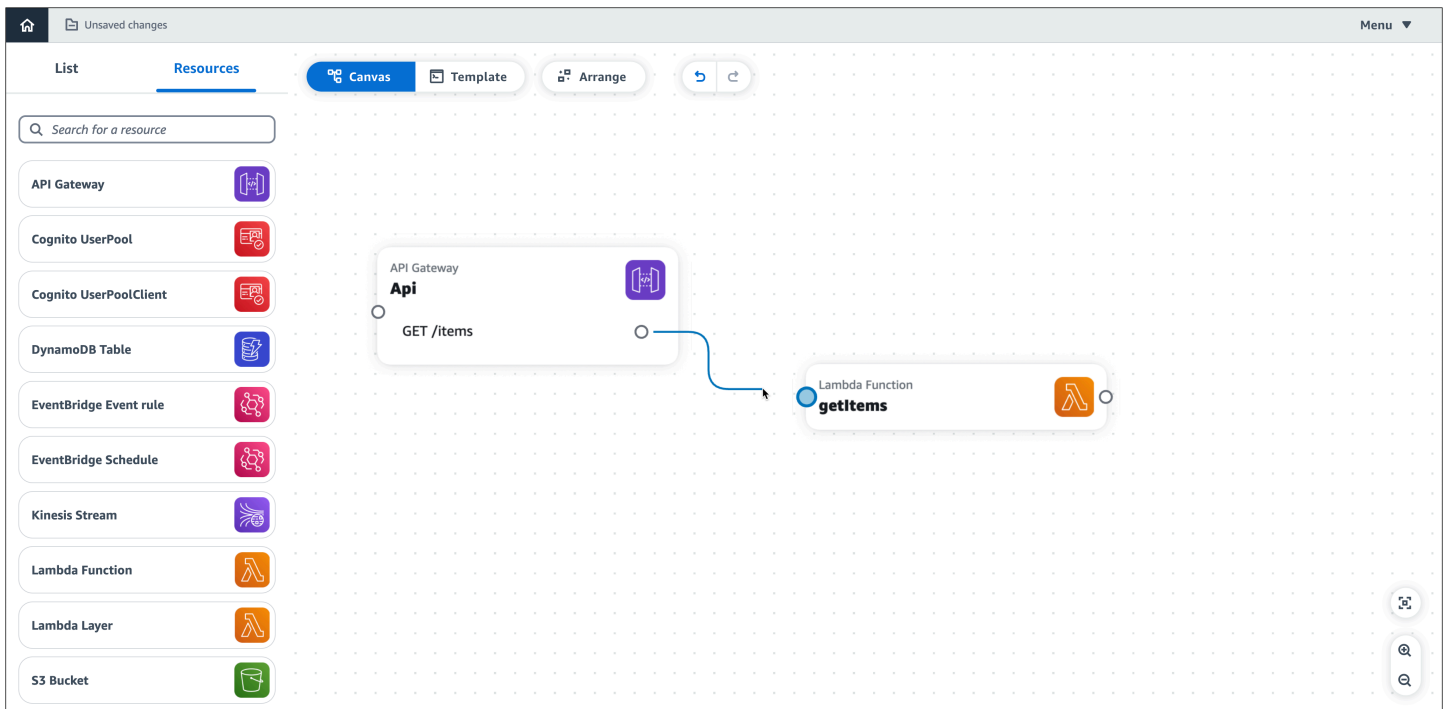 Unsaved changes
Menu
List
Resources
Canvas
Template
Arrange
Search for a resource
API Gateway
Cognito UserPool
Cognito UserPoolClient
DynamoDB Table
EventBridge Event rule
EventBridge Schedule
Kinesis Stream
Lambda Function
Lambda Layer
S3 Bucket
API Gateway
Api
GET /items
Lambda Function
getItems